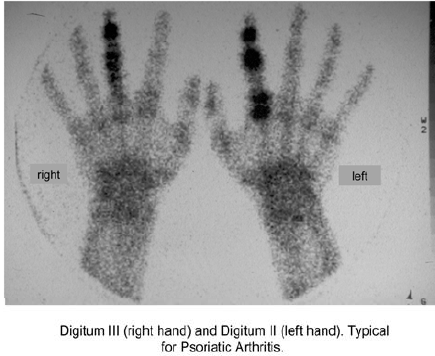 right
left
Digitum III (right hand) and Digitum II (left hand). Typical
for Psoriatic Arthritis.